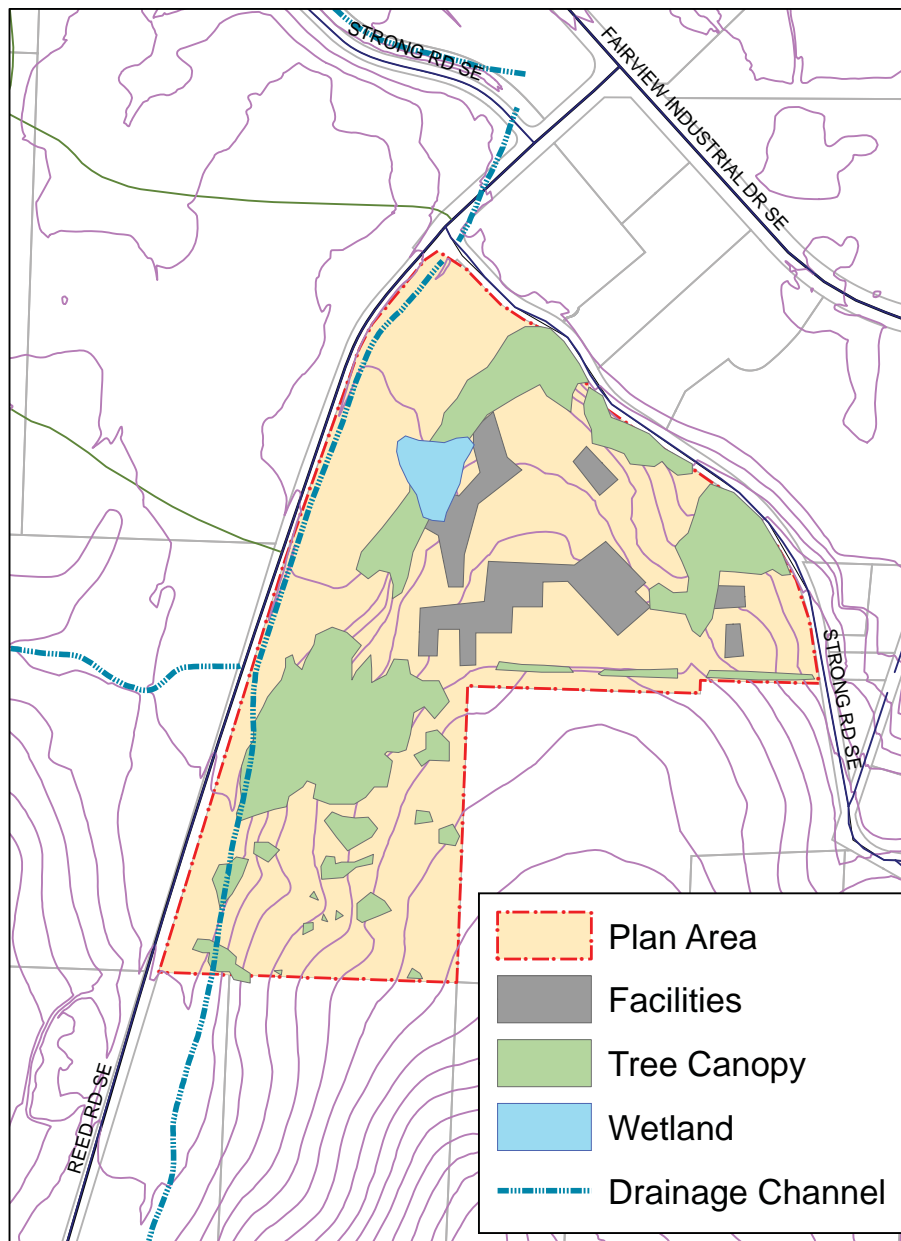 STRONG RD SE
FAIRVIEW INDUSTRIAL DR SE
STRONG RD SE
REED RD SE
Plan Area
Facilities
Tree Canopy
Wetland
Drainage Channel